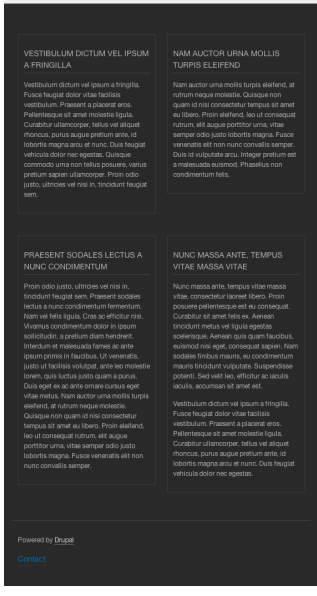 VESTIBULUM DICTUM VEL IPSUM
A FRINGILLA
Vestibulum dictum vel ipsum a fringilla.
Fusce feugiat dolor vitae facilisis
vestibulum. Praesent a placerat eros.
Pellentesque sit amet molestie ligula.
Curabitur ullamcorper, tellus vel aliquet
rhoncus, purus augue pretium ante, id
lobortis magna arcu et nunc. Duis feugiat
vehicula dolor nec egestas. Quisque
commodo urna non tellus posuere, varius
pretium sapien ullamcorper. Proin odio
justo, ultricies vel nisi in, tincidunt feugiat
sem.
NAM AUCTOR URNA MOLLIS
TURPIS ELEIFEND
Nam auctor urna mollis turpis eleifend, at
rutrum neque molestie. Quisque non
quam id nisi consectetur tempus sit amet
eu libero. Proin eleifend, leo ut consequat
rutrum, elit augue porttitor urna, vitae
semper odio justo lobortis magna. Fusce
venenatis elit non nunc convallis semper.
Duis id vulputate arcu. Integer pretium est
a malesuada euismod. Phasellus non
condimentum felis.
PRAESENT SODALES LECTUS A
NUNC CONDIMENTUM
Proin odio justo, ultricies vel nisi in,
tincidunt feugiat sem. Praesent sodales
lectus a nunc condimentum fermentum.
Nam vel felis ligula. Cras ac efficitur nisi.
Vivamus condimentum dolor in ipsum
sollicitudin, a pretium diam hendrerit.
Interdum et malesuada fames ac ante
ipsum primis in faucibus. Ut venenatis,
justo ut facilisis volutpat, ante leo molestie
lorem, quis luctus justo quam a purus.
Duis eget ex ac ante ornare cursus eget
vitae metus. Nam auctor urna mollis turpis
eleifend, at rutrum neque molestie.
Quisque non quam id nisi consectetur
tempus sit amet eu libero. Proin eleifend,
leo ut consequat rutrum, elit augue
porttitor urna, vitae semper odio justo
lobortis magna. Fusce venenatis elit non
nunc convallis semper.
NUNC MASSA ANTE, TEMPUS
VITAE MASSA VITAE
Nunc massa ante, tempus vitae massa
vitae, consectetur laoreet libero. Proin
posuere pellentesque est eu consequat.
Curabitur sit amet felis ex. Aenean
tincidunt metus vel ligula egestas
scelerisque. Aenean quis quam faucibus,
euismod nisi eget, consequat sapien. Nam
sodales finibus mauris, eu condimentum
mauris tincidunt vulputate. Suspendisse
potenti. Sed velit leo, efficitur ac iaculis
iaculis, accumsan sit amet est.
Vestibulum dictum vel ipsum a fringilla.
Fusce feugiat dolor vitae facilisis
vestibulum. Praesent a placerat eros.
Pellentesque sit amet molestie ligula.
Curabitur ullamcorper, tellus vel aliquet
rhoncus, purus augue pretium ante, id
lobortis magna arcu et nunc. Duis feugiat
vehicula dolor nec egestas.
Powered by Drupal
Contact